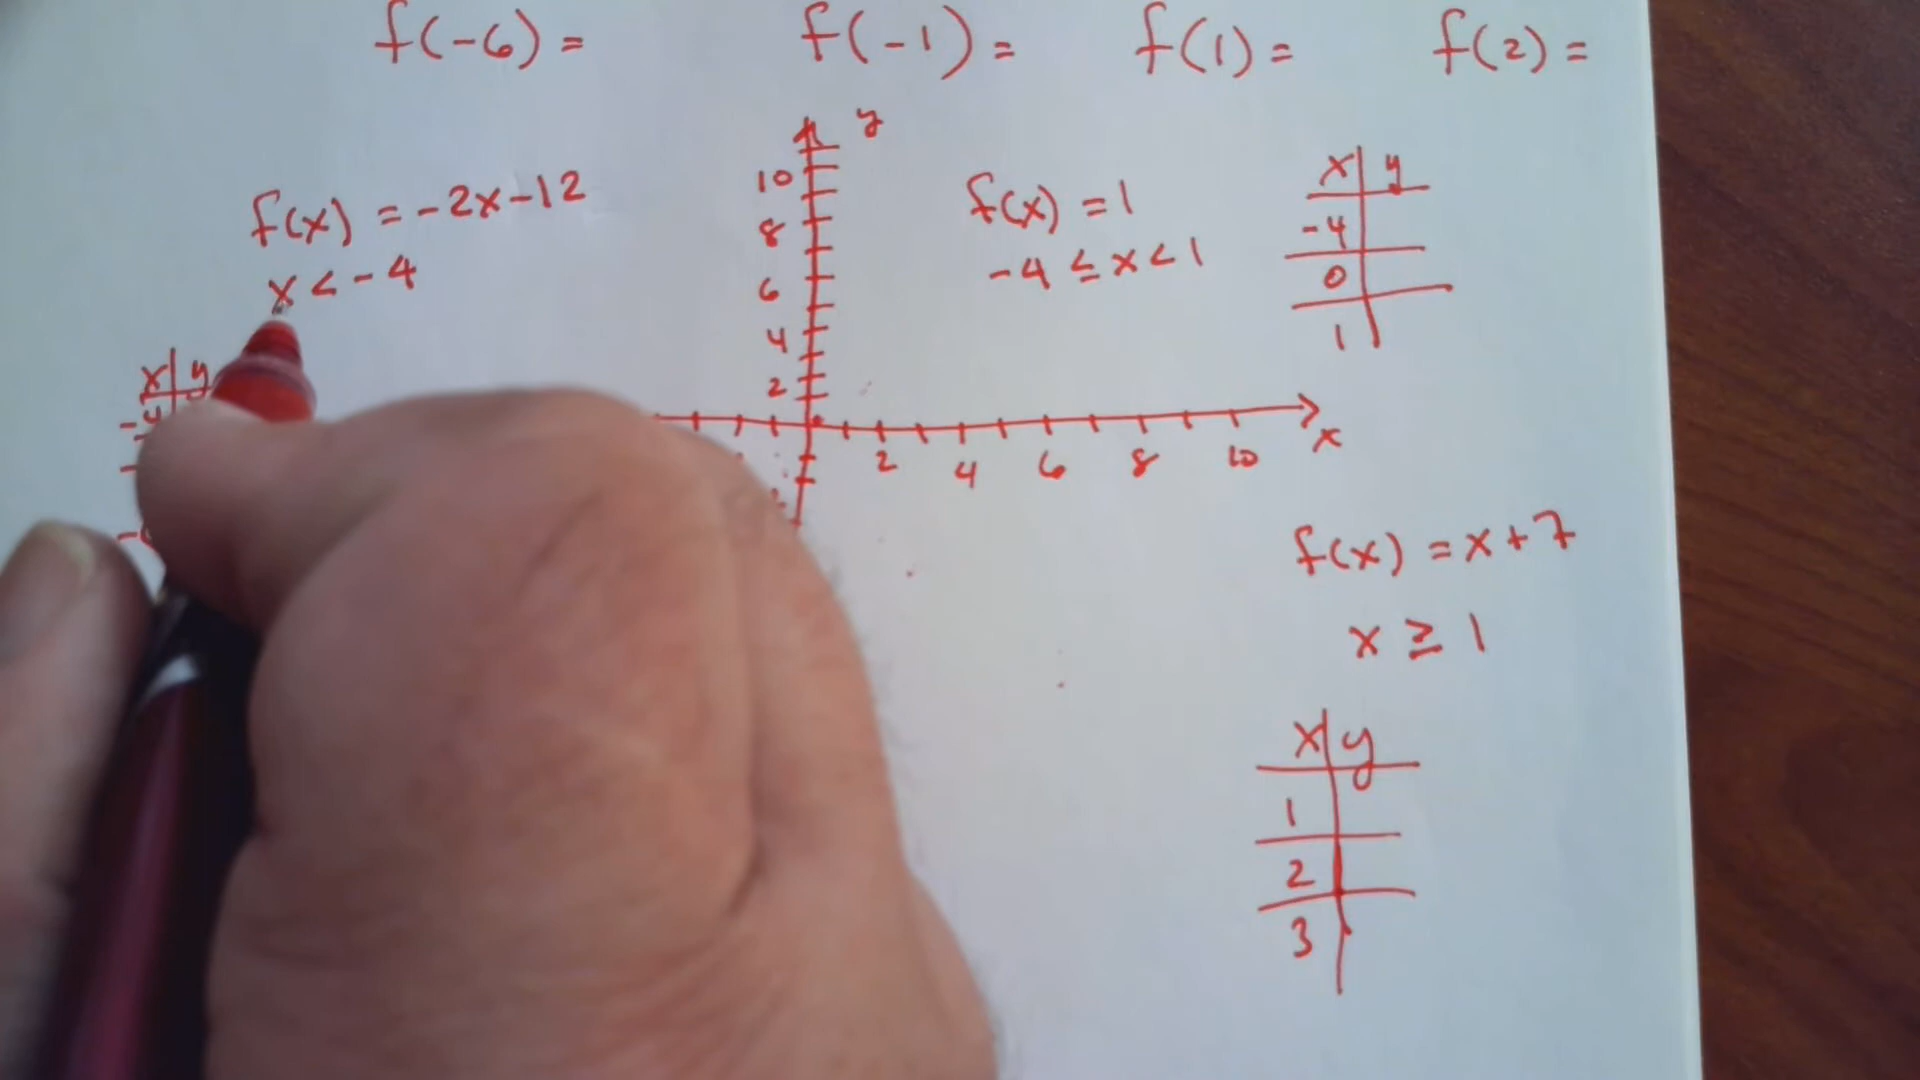 f(-6) = f(-1) = f(1) = f(2) =
y
f(x) = -2x-12
x < -4
10
8
6
4
2
f(x) = 1
-4 ≤ x < 1
x y
-4
0
1
x y
-4
2 4 6 8 10 x
f(x) = x+7
x ≥ 1
x y
1
2
3